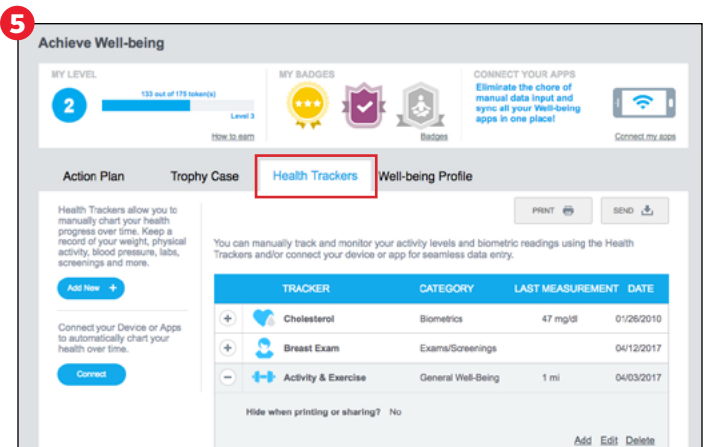 5
Achieve Well-being
MY LEVEL
2
133 out of 175 token(s)
Level 3
How to earn
MY BADGES
Badges
CONNECT YOUR APPS
Eliminate the chore of
manual data input and
sync all your Well-being
apps in one place!
Connect my apps
Action Plan Trophy Case Health Trackers Well-being Profile
Health Trackers allow you to
manually chart your health
progress over time. Keep a
record of your weight, physical
activity, blood pressure, labs,
screenings and more.
Add New +
Connect your Device or Apps
to automatically chart your
health over time.
Connect
PRINT SEND
You can manually track and monitor your activity levels and biometric readings using the Health
Trackers and/or connect your device or app for seamless data entry.
TRACKER CATEGORY LAST MEASUREMENT DATE
+ Cholesterol Biometrics 47 mg/dl 01/26/2010
+ Breast Exam Exams/Screenings 04/12/2017
− Activity & Exercise General Well-Being 1 mi 04/03/2017
Hide when printing or sharing? No
Add Edit Delete